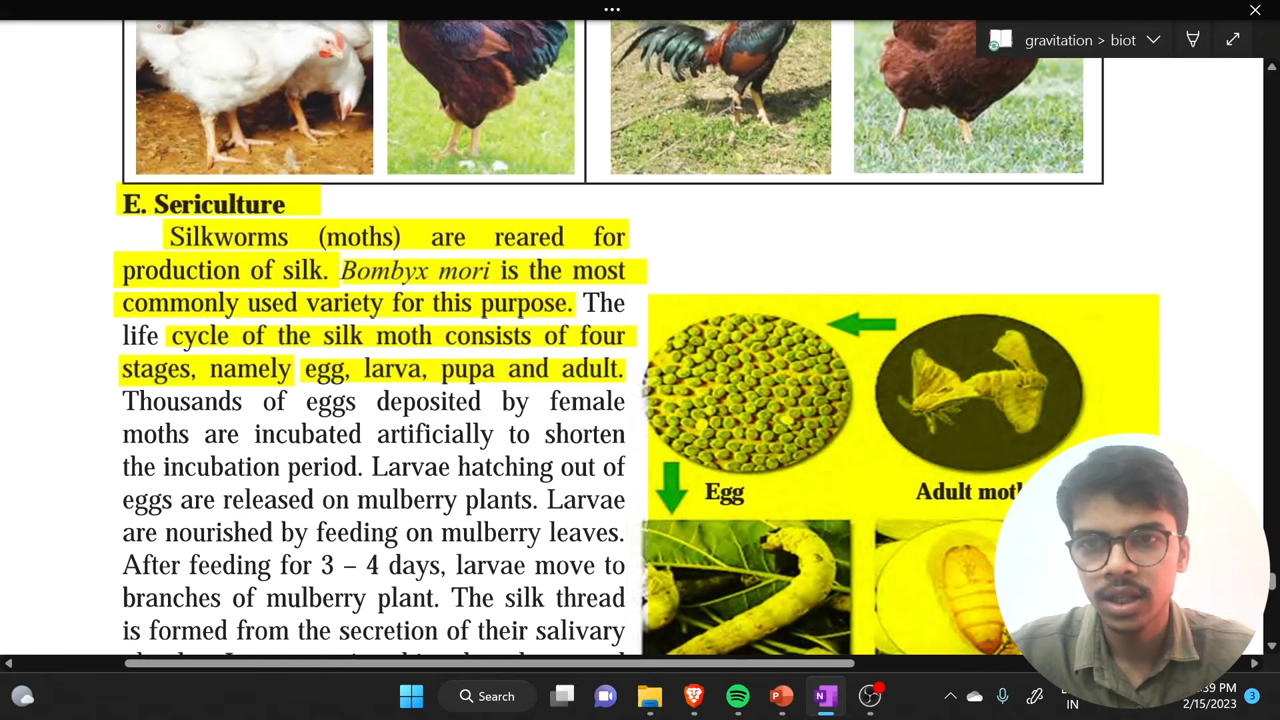 gravitation > biot
E. Sericulture
Silkworms (moths) are reared for
production of silk. Bombyx mori is the most
commonly used variety for this purpose. The
life cycle of the silk moth consists of four
stages, namely egg, larva, pupa and adult.
Thousands of eggs deposited by female
moths are incubated artificially to shorten
the incubation period. Larvae hatching out of
eggs are released on mulberry plants. Larvae
are nourished by feeding on mulberry leaves.
After feeding for 3 – 4 days, larvae move to
branches of mulberry plant. The silk thread
is formed from the secretion of their salivary
Egg
Adult
Search
IN
:39 PM
2/15/2023
3